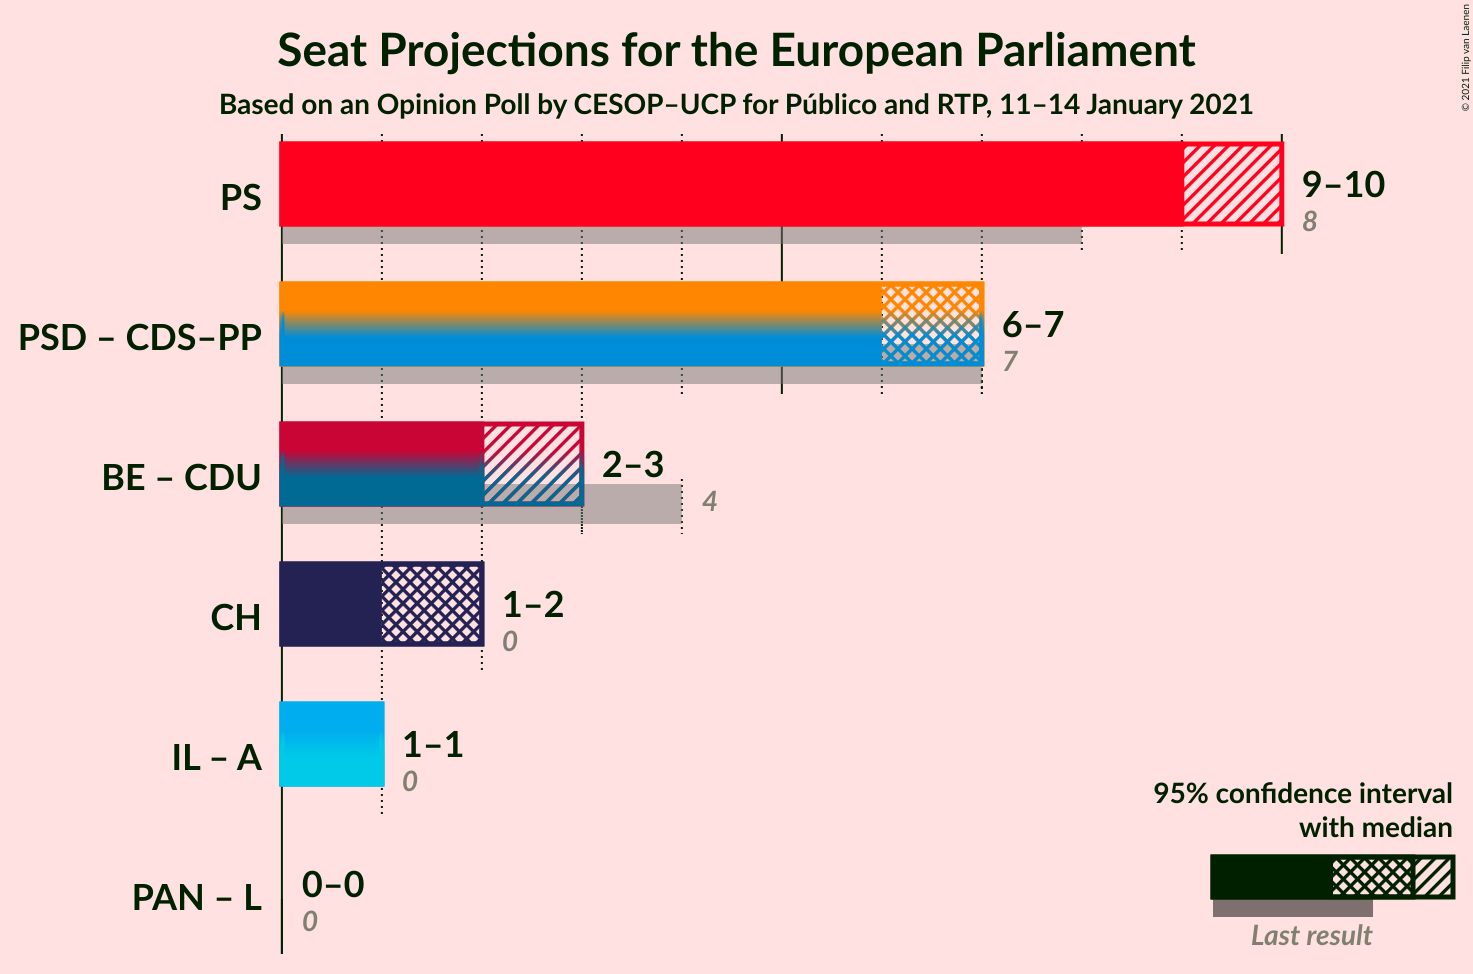 Seat Projections for the European Parliament
Based on an Opinion Poll by CESOP–UCP for Público and RTP, 11–14 January 2021
© 2021 Filip van Laenen
PS
9–10
8
PSD – CDS–PP
6–7
7
BE – CDU
2–3
4
CH
1–2
0
IL – A
1–1
0
PAN – L
0–0
0
95% confidence interval
with median
Last result